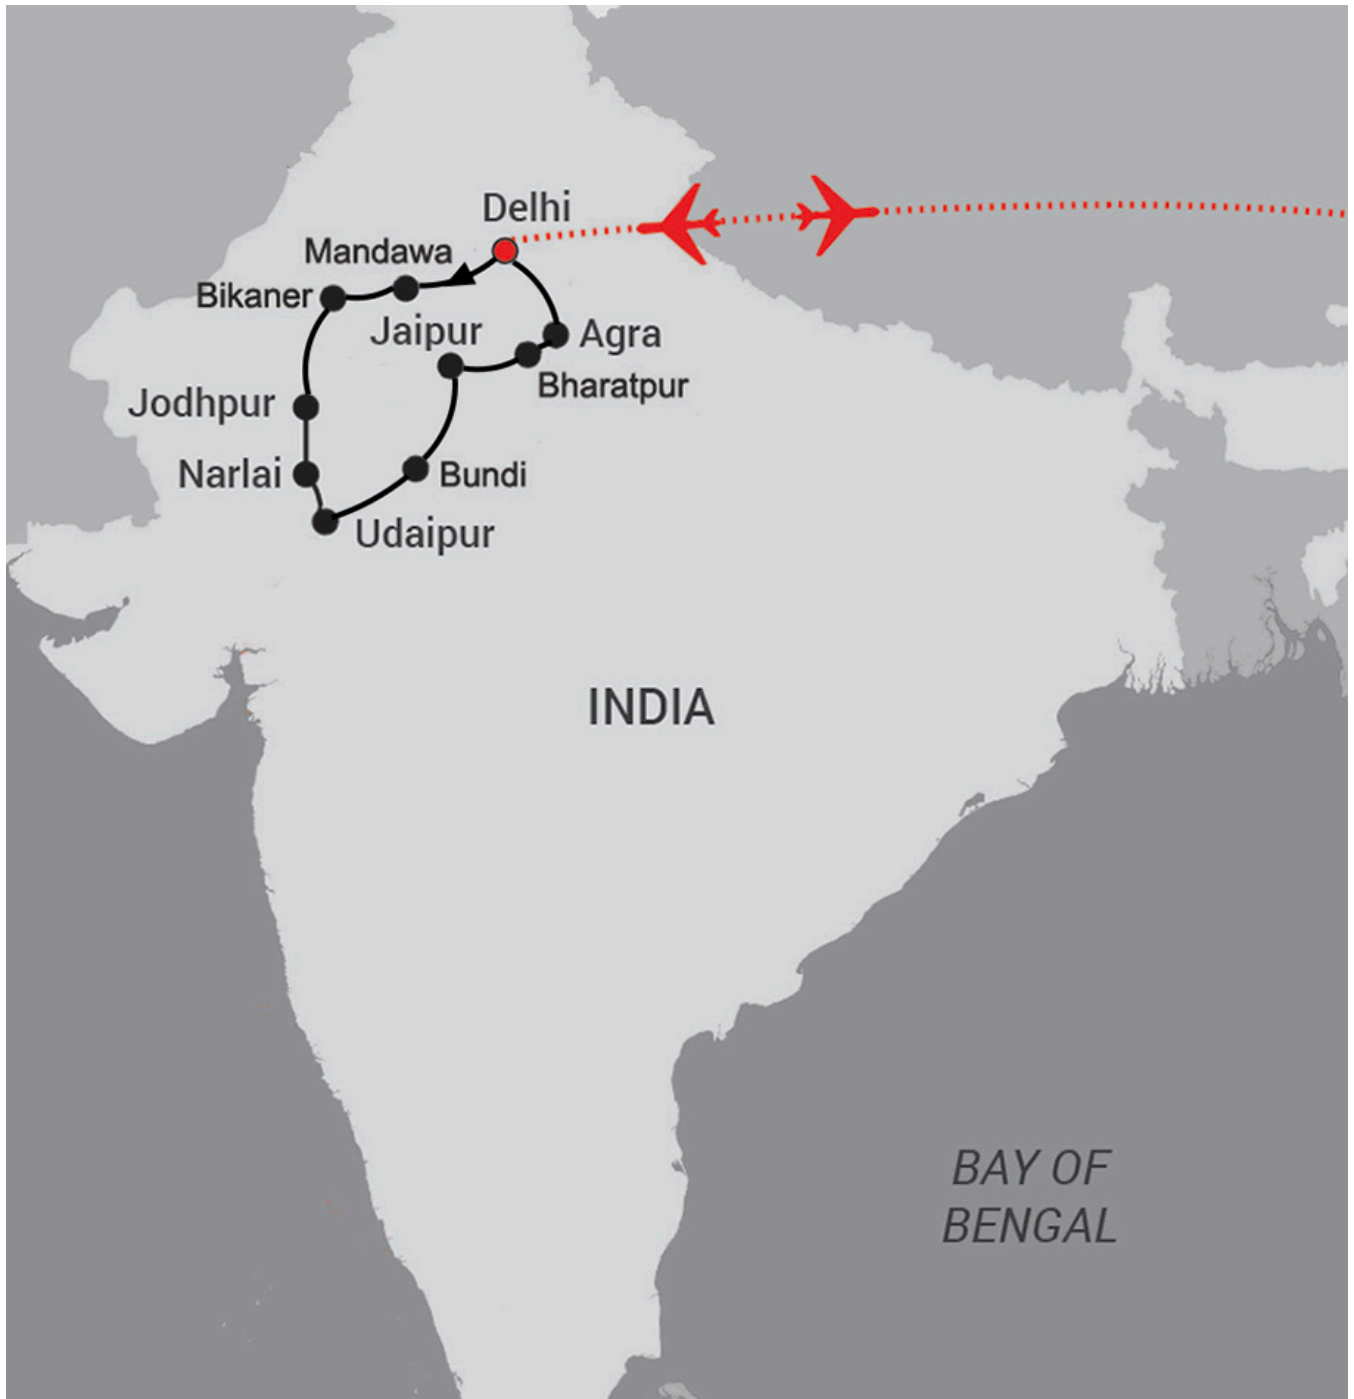 Delhi
Mandawa
Bikaner
Jaipur
Agra
Bharatpur
Jodhpur
Narlai
Bundi
Udaipur
INDIA
BAY OF
BENGAL